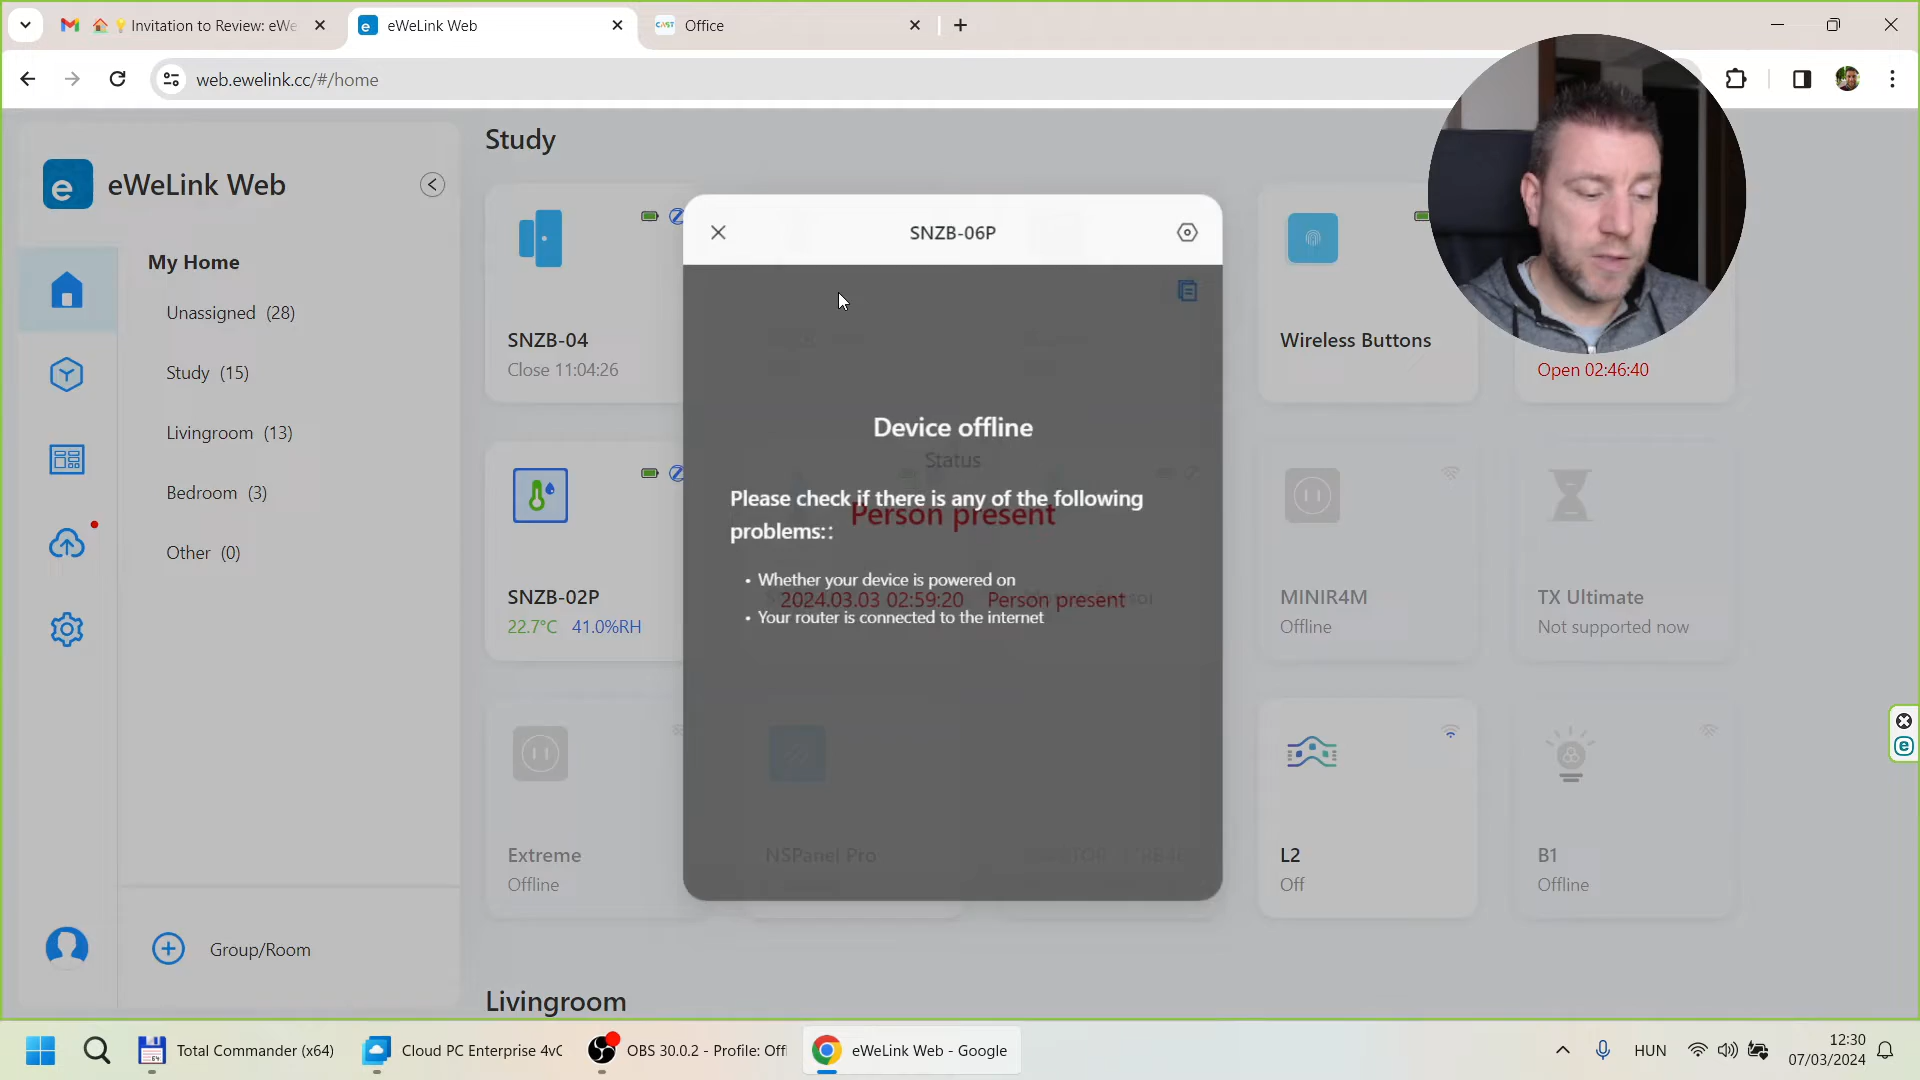 Invitation to Review: eWe
eWeLink Web
CAST
Office
web.ewelink.cc/#/home
eWeLink Web
My Home
Unassigned (28)
Study (15)
Livingroom (13)
Bedroom (3)
Other (0)
Group/Room
Study
SNZB-04
Close 11:04:26
Wireless Buttons
Open 02:46:40
SNZB-02P
22.7°C 41.0%RH
MINIR4M
Offline
TX Ultimate
Not supported now
Extreme
Offline
NSPanel Pro
L2
Off
B1
Offline
Livingroom
SNZB-06P
Device offline
Status
Please check if there is any of the following
problems::
Person present
• Whether your device is powered on
2024.03.03 02:59:20 Person present
• Your router is connected to the internet
Total Commander (x64)
Cloud PC Enterprise 4vC
OBS 30.0.2 - Profile: Off
eWeLink Web - Google
HUN
12:30
07/03/2024